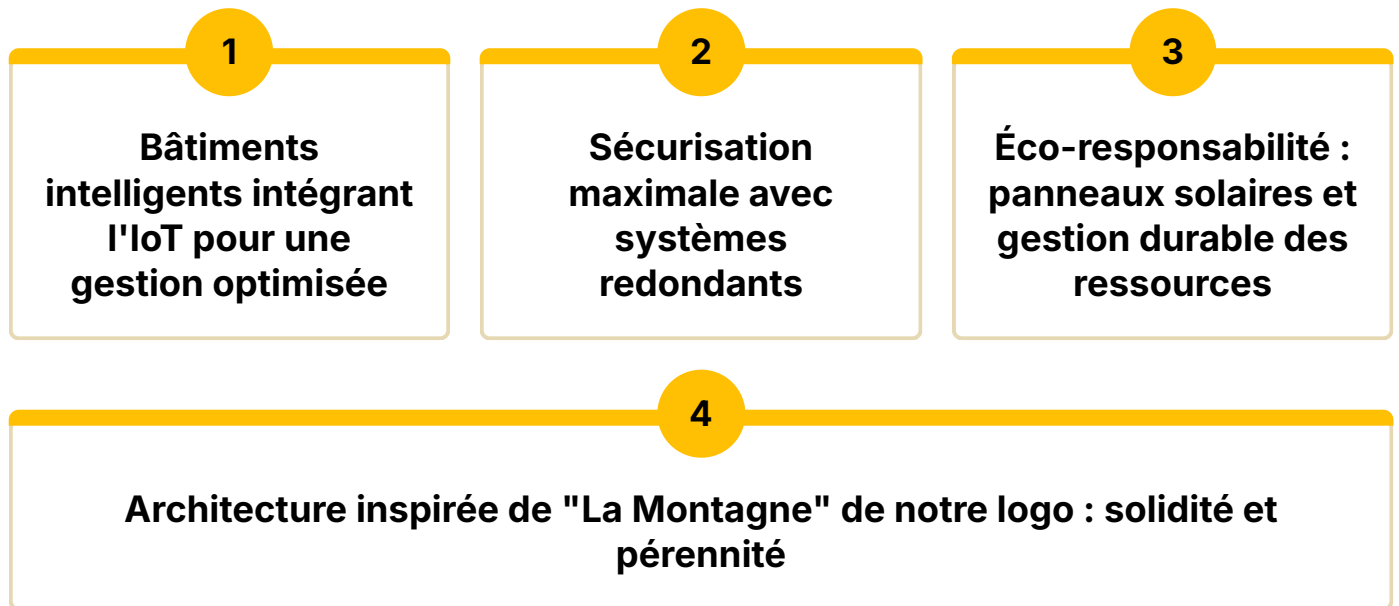 1
Bâtiments
intelligents intégrant
l'IoT pour une
gestion optimisée
2
Sécurisation
maximale avec
systèmes
redondants
3
Éco-responsabilité :
panneaux solaires et
gestion durable des
ressources
4
Architecture inspirée de "La Montagne" de notre logo : solidité et
pérennité